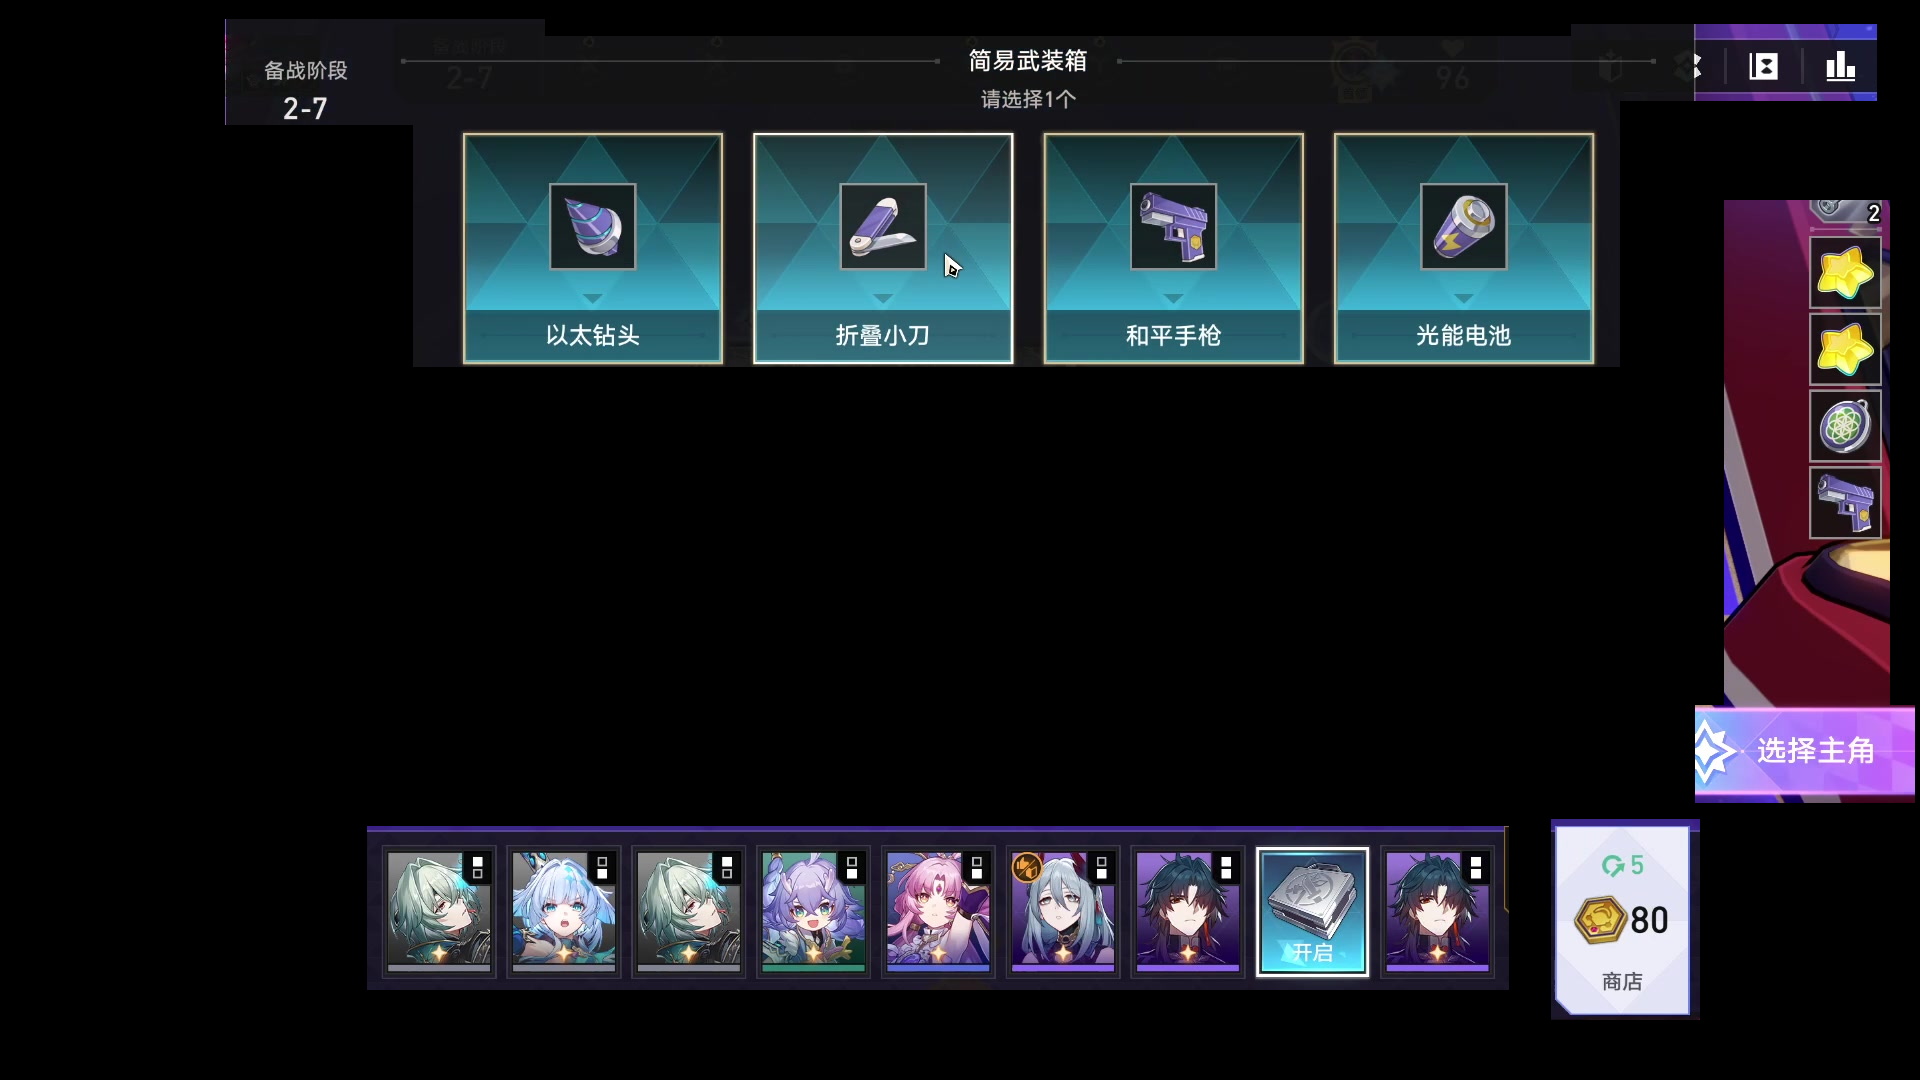 备战阶段
2-7
简易武装箱
请选择1个
96
以太钻头
折叠小刀
和平手枪
光能电池
2
选择主角
开启
5
80
商店